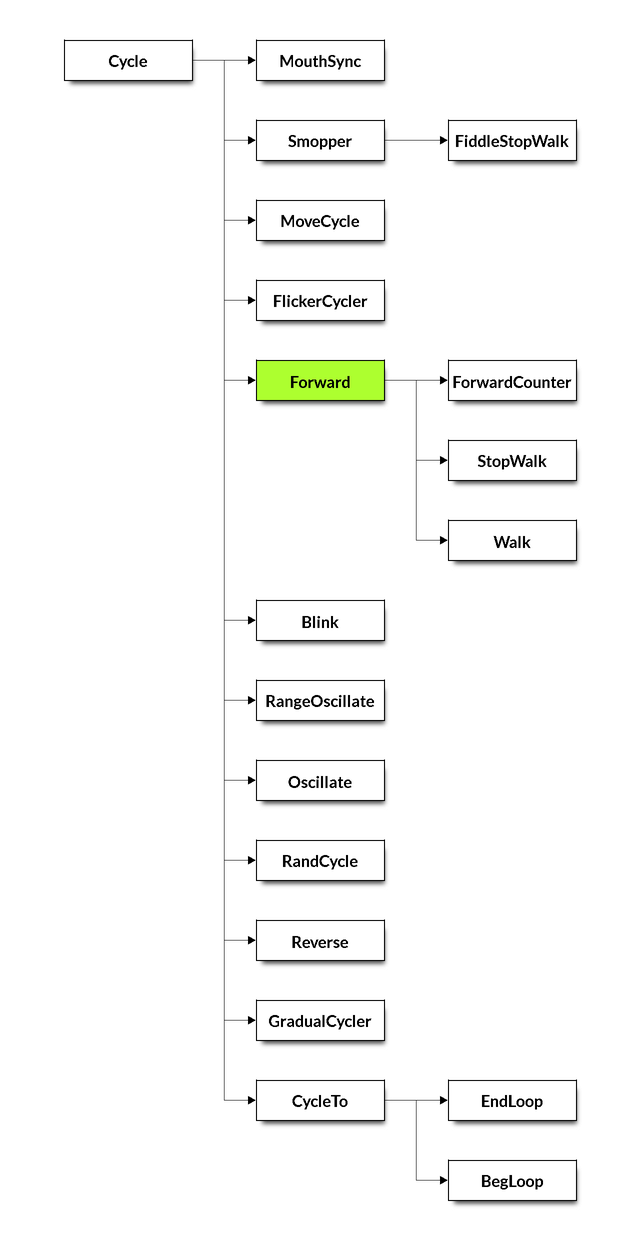 Cycle
MouthSync
Smopper
FiddleStopWalk
MoveCycle
FlickerCycler
Forward
ForwardCounter
StopWalk
Walk
Blink
RangeOscillate
Oscillate
RandCycle
Reverse
GradualCycler
CycleTo
EndLoop
BegLoop